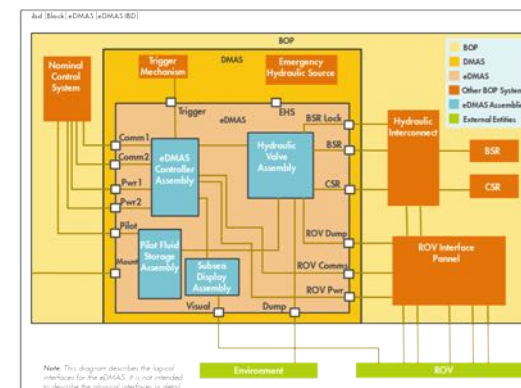 ibd [Block] eDMAS [eDMAS IBD]
BOP
Nominal
Control
System
Trigger
Mechanism
DMAS
Emergency
Hydraulic Source
BOP
DMAS
eDMAS
Other BOP System
eDMAS Assemblies
External Entities
Trigger
EHS
eDMAS
BSR Lock
Comm1
Comm2
Pwr1
Pwr2
Pilot
Mount
eDMAS
Controller
Assembly
Hydraulic
Valve
Assembly
BSR
CSR
Hydraulic
Interconnect
BSR
CSR
Pilot Fluid
Storage
Assembly
Subsea
Display
Assembly
ROV Dump
ROV Comms
ROV Pwr
ROV Interface
Pannel
Visual
Dump
Environment
ROV
Note: This diagram describes the logical
interfaces for the eDMAS. It is not intended
to describe the physical interfaces in detail